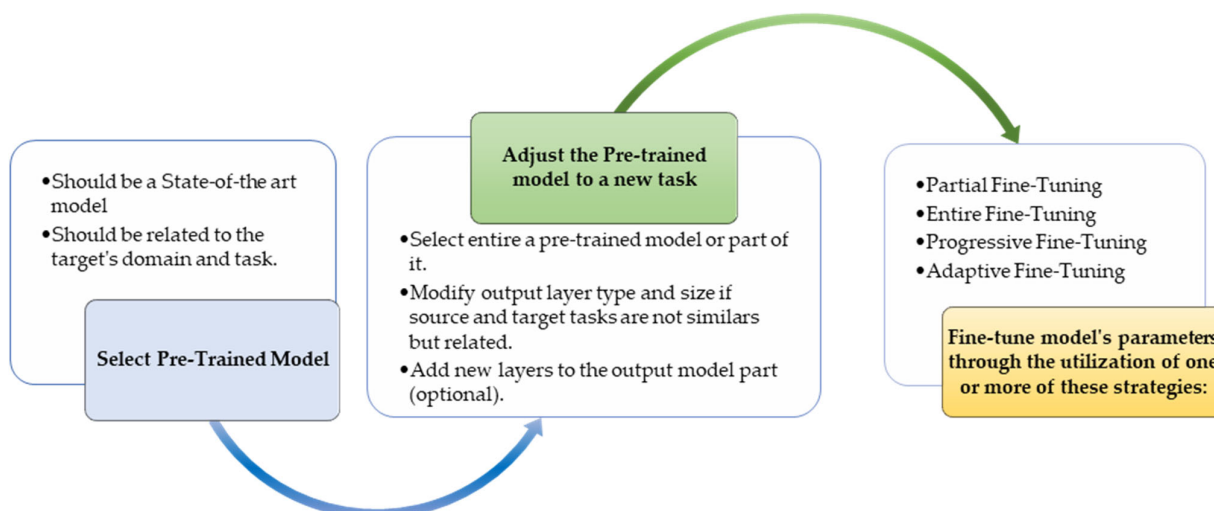 •Should be a State-of-the art
model
•Should be related to the
target's domain and task.
Select Pre-Trained Model
Adjust the Pre-trained
model to a new task
•Select entire a pre-trained model or part of
it.
•Modify output layer type and size if
source and target tasks are not similars
but related.
•Add new layers to the output model part
(optional).
•Partial Fine-Tuning
•Entire Fine-Tuning
•Progressive Fine-Tuning
•Adaptive Fine-Tuning
Fine-tune model's parameters
through the utilization of one
or more of these strategies: